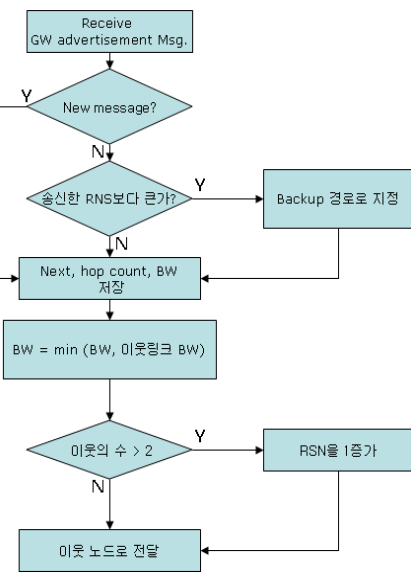 Receive
GW advertisement Msg.
Y
New message?
N
송신한 RNS보다 큰가?
Y
Backup 경로로 지정
N
Next, hop count, BW
저장
BW = min (BW, 이웃링크 BW)
이웃의 수 > 2
Y
RSN을 1증가
N
이웃 노드로 전달